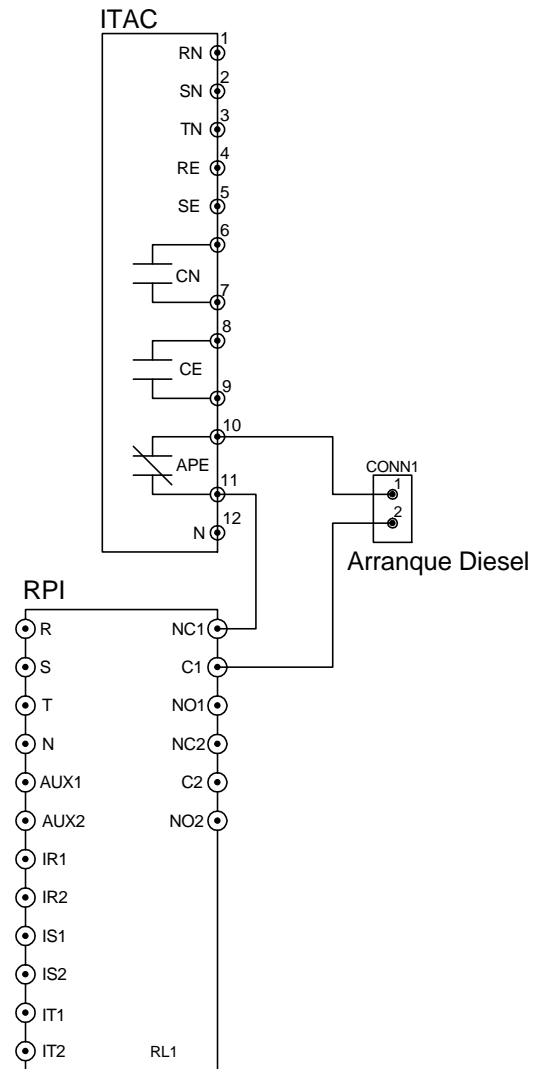 ITAC
RN 1
SN 2
TN 3
RE 4
SE 5
6
CN
7
8
CE
9
10
APE
11
N 12
CONN1
1
2
Arranque Diesel
RPI
R NC1
S C1
T NO1
N NC2
AUX1 C2
AUX2 NO2
IR1
IR2
IS1
IS2
IT1
IT2 RL1